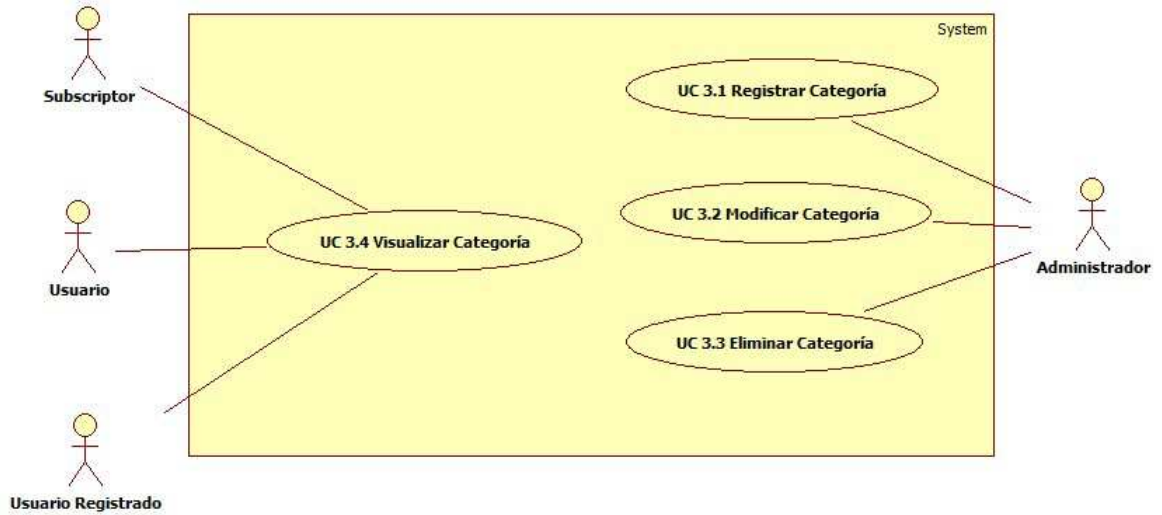 System
Subscriptor
UC 3.1 Registrar Categoría
UC 3.2 Modificar Categoría
UC 3.4 Visualizar Categoría
Usuario
Administrador
UC 3.3 Eliminar Categoría
Usuario Registrado